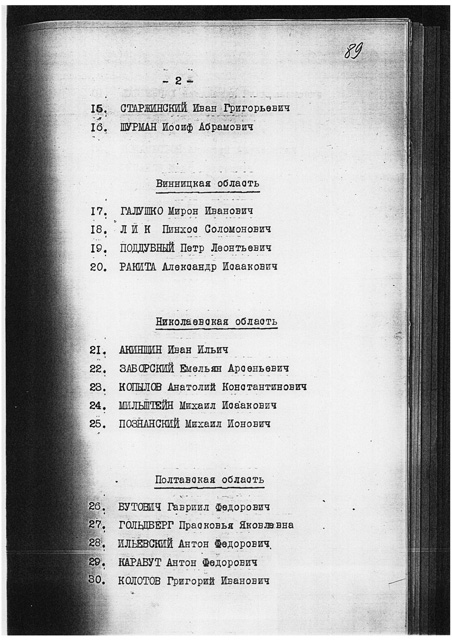 89
- 2 -
15. СТАРЖИНСКИЙ Иван Григорьевич
16. ШУРМАН Иосиф Абрамович
Винницкая область
17. ГАЛУШКО Мирон Иванович
18. Л И К Пинхос Соломонович
19. ПОДДУБНЫЙ Петр Леонтьевич
20. РАКИТА Александр Исаакович
Николаевская область
21. АКИНШИН Иван Ильич
22. ЗАБОРСКИЙ Емельян Арсеньевич
23. КОПЫЛОВ Анатолий Константинович
24. МИЛЬШТЕЙН Михаил Исаакович
25. ПОЗНАНСКИЙ Михаил Ионович
Полтавская область
26. БУТОВИЧ Гавриил Федорович
27. ГОЛЬДБЕРГ Прасковья Яковлевна
28. ИЛЬЕВСКИЙ Антон Федорович
29. КАРАБУТ Антон Федорович
30. КОЛОТОВ Григорий Иванович